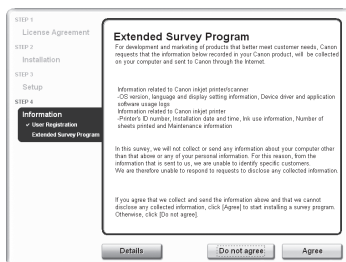 STEP 1
License Agreement
STEP 2
Installation
STEP 3
Setup
STEP 4
Information
✓ User Registration
Extended Survey Program
Extended Survey Program
For development and marketing of products that better meet customer needs, Canon
requests that the information below recorded in your Canon product, will be collected
on your computer and sent to Canon through the Internet.
Information related to Canon inkjet printer/scanner
-OS version, language and display setting information, Device driver and application
software usage logs
Information related to Canon inkjet printer
-Printer's ID number, Installation date and time, Ink use information, Number of
sheets printed and Maintenance information
In this survey, we will not collect or send any information about your computer other
than that above or any of your personal information. For this reason, from the
information that is sent to us, we are unable to identify specific customers.
We are therefore unable to respond to requests to disclose any collected information.
If you agree that we collect and send the information above and that we cannot
disclose any collected information, click [Agree] to start installing a survey program.
Otherwise, click [Do not agree].
Details
Do not agree
Agree